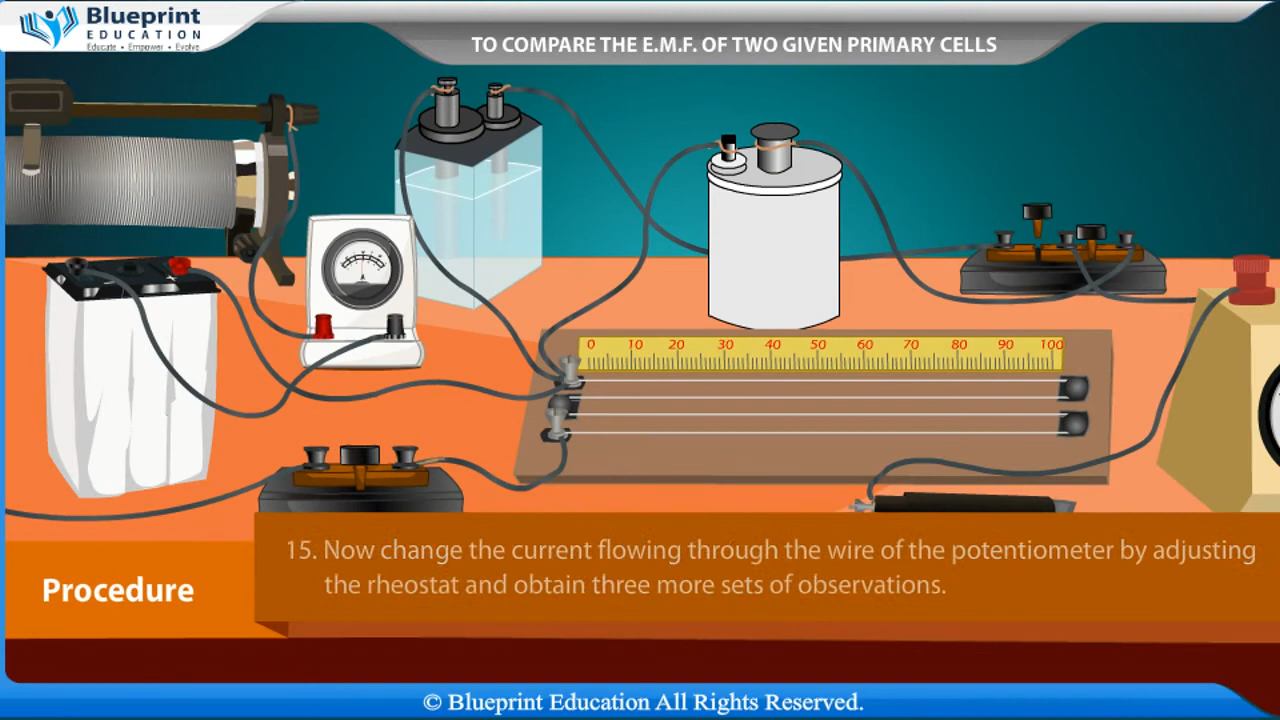 Blueprint
EDUCATION
Educate • Empower • Evolve
TO COMPARE THE E.M.F. OF TWO GIVEN PRIMARY CELLS
0 10 20 30 40 50 60 70 80 90 100
15. Now change the current flowing through the wire of the potentiometer by adjusting
the rheostat and obtain three more sets of observations.
Procedure
© Blueprint Education All Rights Reserved.